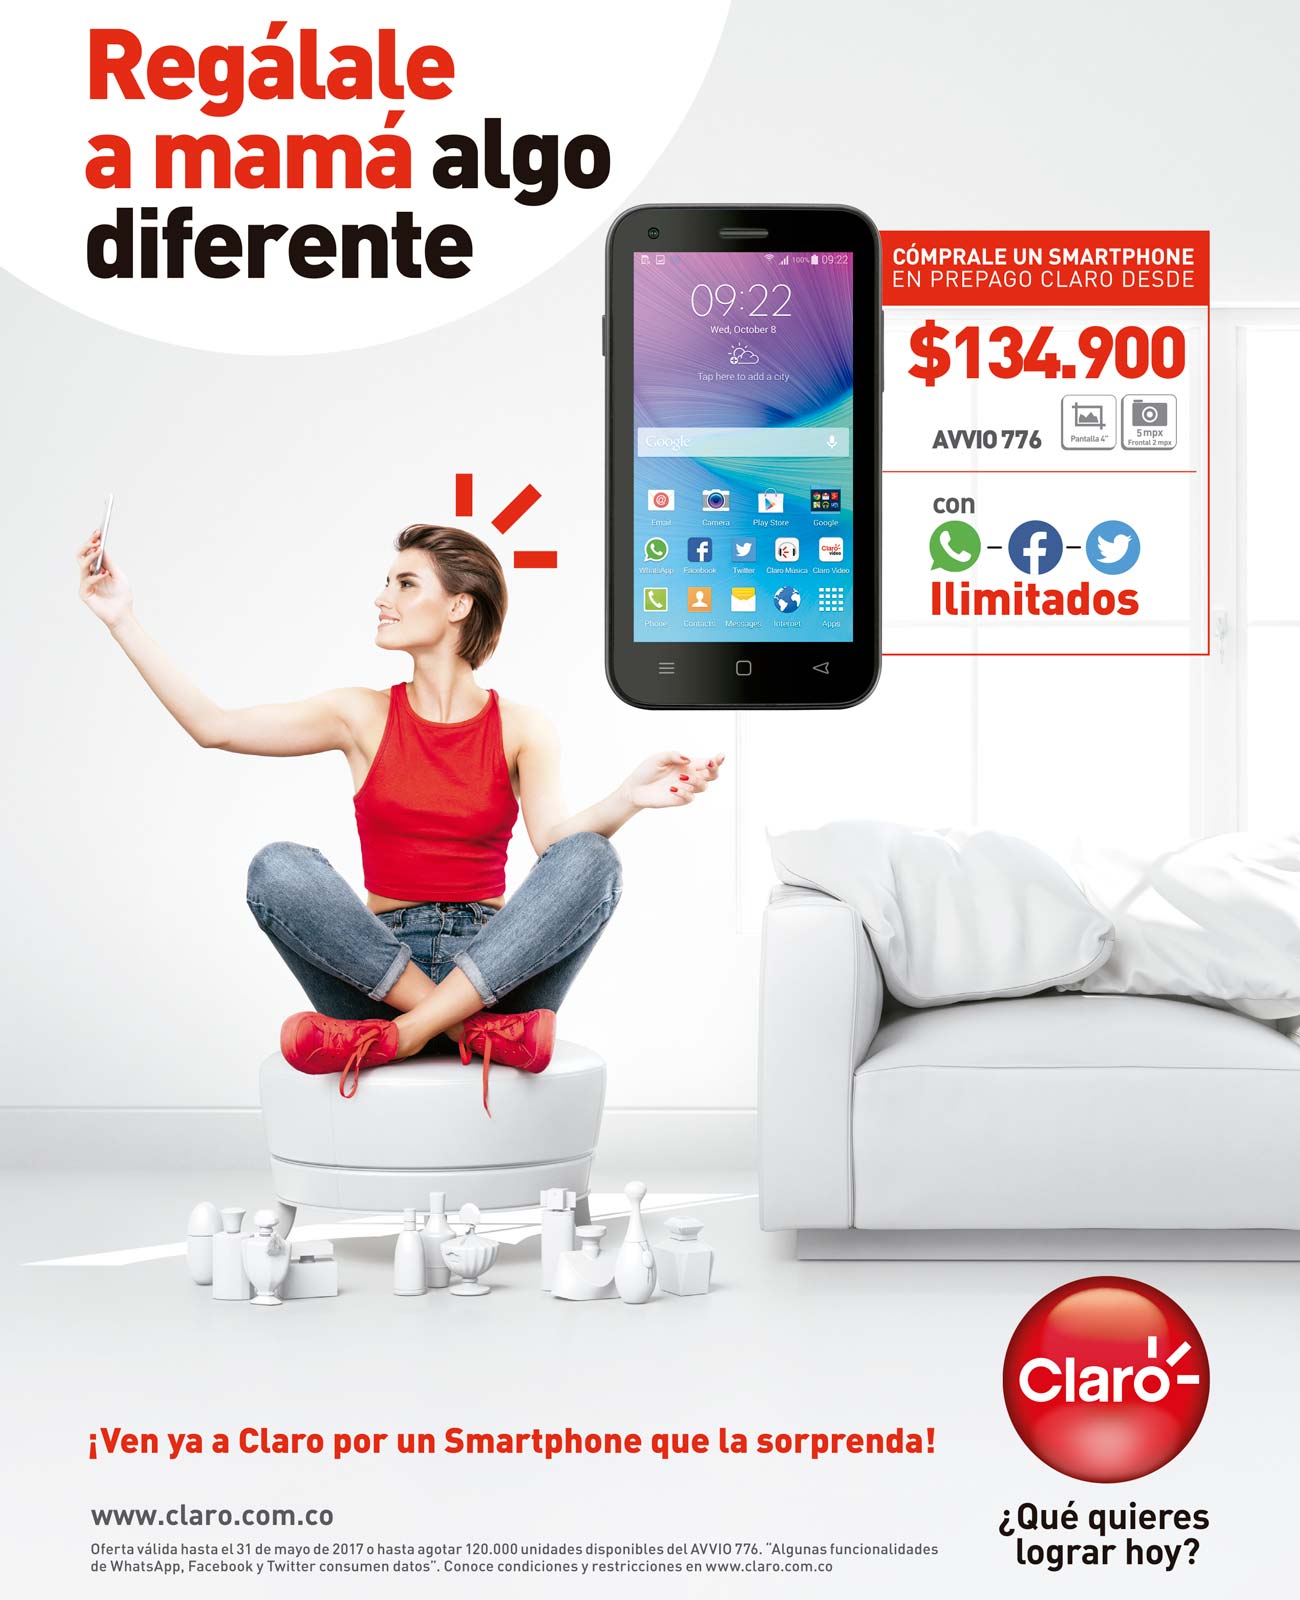 Regálale
a mamá algo
diferente
CÓMPRALE UN SMARTPHONE
EN PREPAGO CLARO DESDE
$134.900
AVVIO 776
Pantalla 4"
5 mpx
Frontal 2 mpx
con
Ilimitados
100% 09:22
09:22
Wed, October 8
Tap here to add a city
Google
Email Camera Play Store Google
WhatsApp Facebook Twitter Claro Música Claro Video
Phone Contacts Messages Internet Apps
Claro
¡Ven ya a Claro por un Smartphone que la sorprenda!
www.claro.com.co
Oferta válida hasta el 31 de mayo de 2017 o hasta agotar 120.000 unidades disponibles del AVVIO 776. “Algunas funcionalidades
de WhatsApp, Facebook y Twitter consumen datos”. Conoce condiciones y restricciones en www.claro.com.co
¿Qué quieres
lograr hoy?